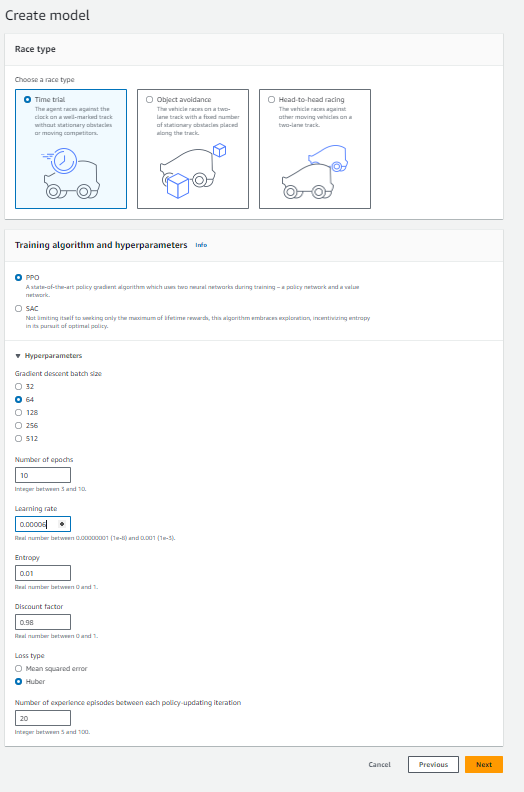 Create model
Race type
Choose a race type
Time trial
The agent races against the
clock on a well-marked track
without stationary obstacles
or moving competitors.
Object avoidance
The vehicle races on a two-
lane track with a fixed number
of stationary obstacles placed
along the track.
Head-to-head racing
The vehicle races against
other moving vehicles on a
two-lane track.
Training algorithm and hyperparameters Info
PPO
A state-of-the-art policy gradient algorithm which uses two neural networks during training – a policy network and a value
network.
SAC
Not limiting itself to seeking only the maximum of lifetime rewards, this algorithm embraces exploration, incentivizing entropy
in its pursuit of optimal policy.
▼ Hyperparameters
Gradient descent batch size
32
64
128
256
512
Number of epochs
10
Integer between 3 and 10.
Learning rate
0.00006
Real number between 0.00000001 (1e-8) and 0.001 (1e-3).
Entropy
0.01
Real number between 0 and 1.
Discount factor
0.98
Real number between 0 and 1.
Loss type
Mean squared error
Huber
Number of experience episodes between each policy-updating iteration
20
Integer between 5 and 100.
Cancel Previous Next